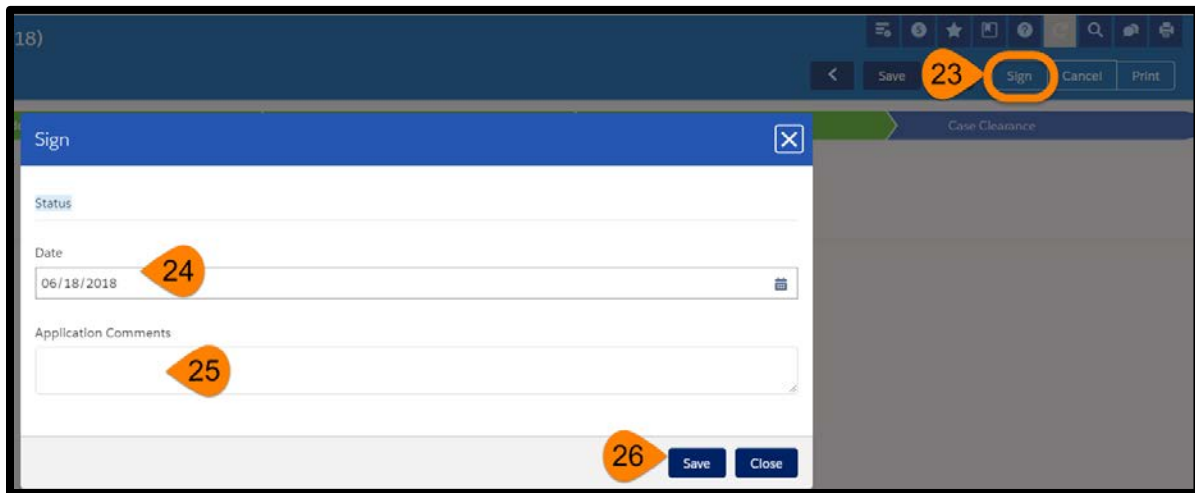 18)
Save
23
Sign
Cancel
Print
Case Clearance
Sign
Status
Date
24
06/18/2018
Application Comments
25
26
Save
Close